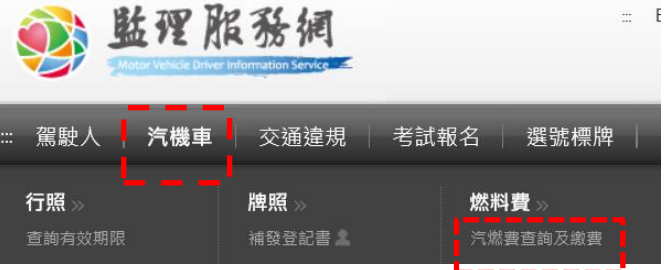 監理服務網
Motor Vehicle Driver Information Service
::: E
::: 駕駛人 | 汽機車 | 交通違規 | 考試報名 | 選號標牌 |
行照 » 牌照 » 燃料費 »
查詢有效期限 補發登記書 汽燃費查詢及繳費